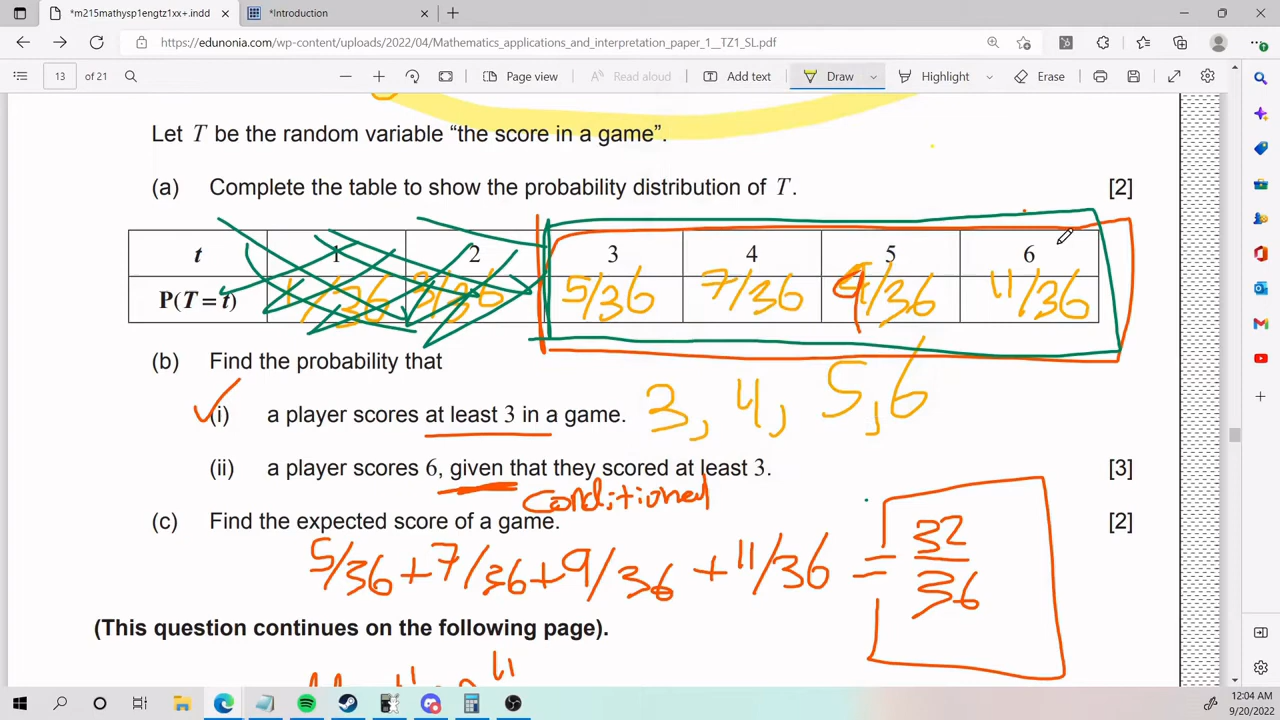 *m215mathysp1engtz1xx+.indd
*Introduction
https://edunonia.com/wp-content/uploads/2022/04/Mathematics_applications_and_interpretation_paper_1__TZ1_SL.pdf
13 of 21 Page view Read aloud Add text Draw Highlight Erase
Let T be the random variable “the score in a game”.
(a) Complete the table to show the probability distribution of T. [2]
t 1 2 3 4 5 6
P(T = t) 1/36 3/36 5/36 7/36 9/36 11/36
(b) Find the probability that
(i) a player scores at least 3 in a game. 3, 4, 5, 6
(ii) a player scores 6, given that they scored at least 3. [3]
conditional
(c) Find the expected score of a game. [2]
5/36 + 7/36 + 9/36 + 11/36 = 32/36
(This question continues on the following page).
12:04 AM
9/20/2022